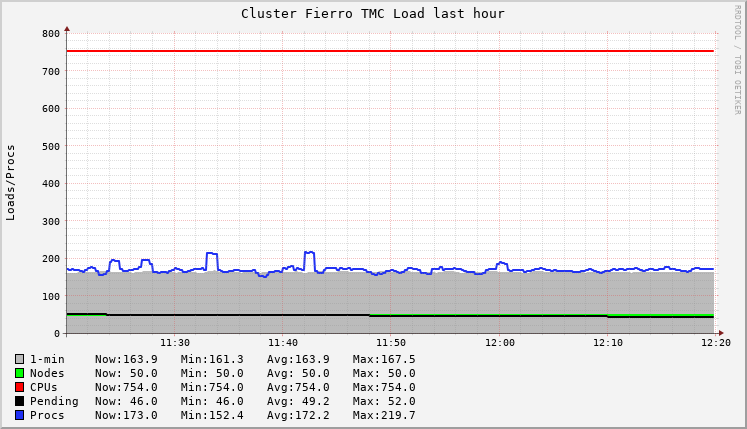 Cluster Fierro TMC Load last hour
RRDTOOL / TOBI OETIKER
Loads/Procs
800
700
600
500
400
300
200
100
0
11:30 11:40 11:50 12:00 12:10 12:20
1-min Now:163.9 Min:161.3 Avg:163.9 Max:167.5
Nodes Now: 50.0 Min: 50.0 Avg: 50.0 Max: 50.0
CPUs Now:754.0 Min:754.0 Avg:754.0 Max:754.0
Pending Now: 46.0 Min: 46.0 Avg: 49.2 Max: 52.0
Procs Now:173.0 Min:152.4 Avg:172.2 Max:219.7